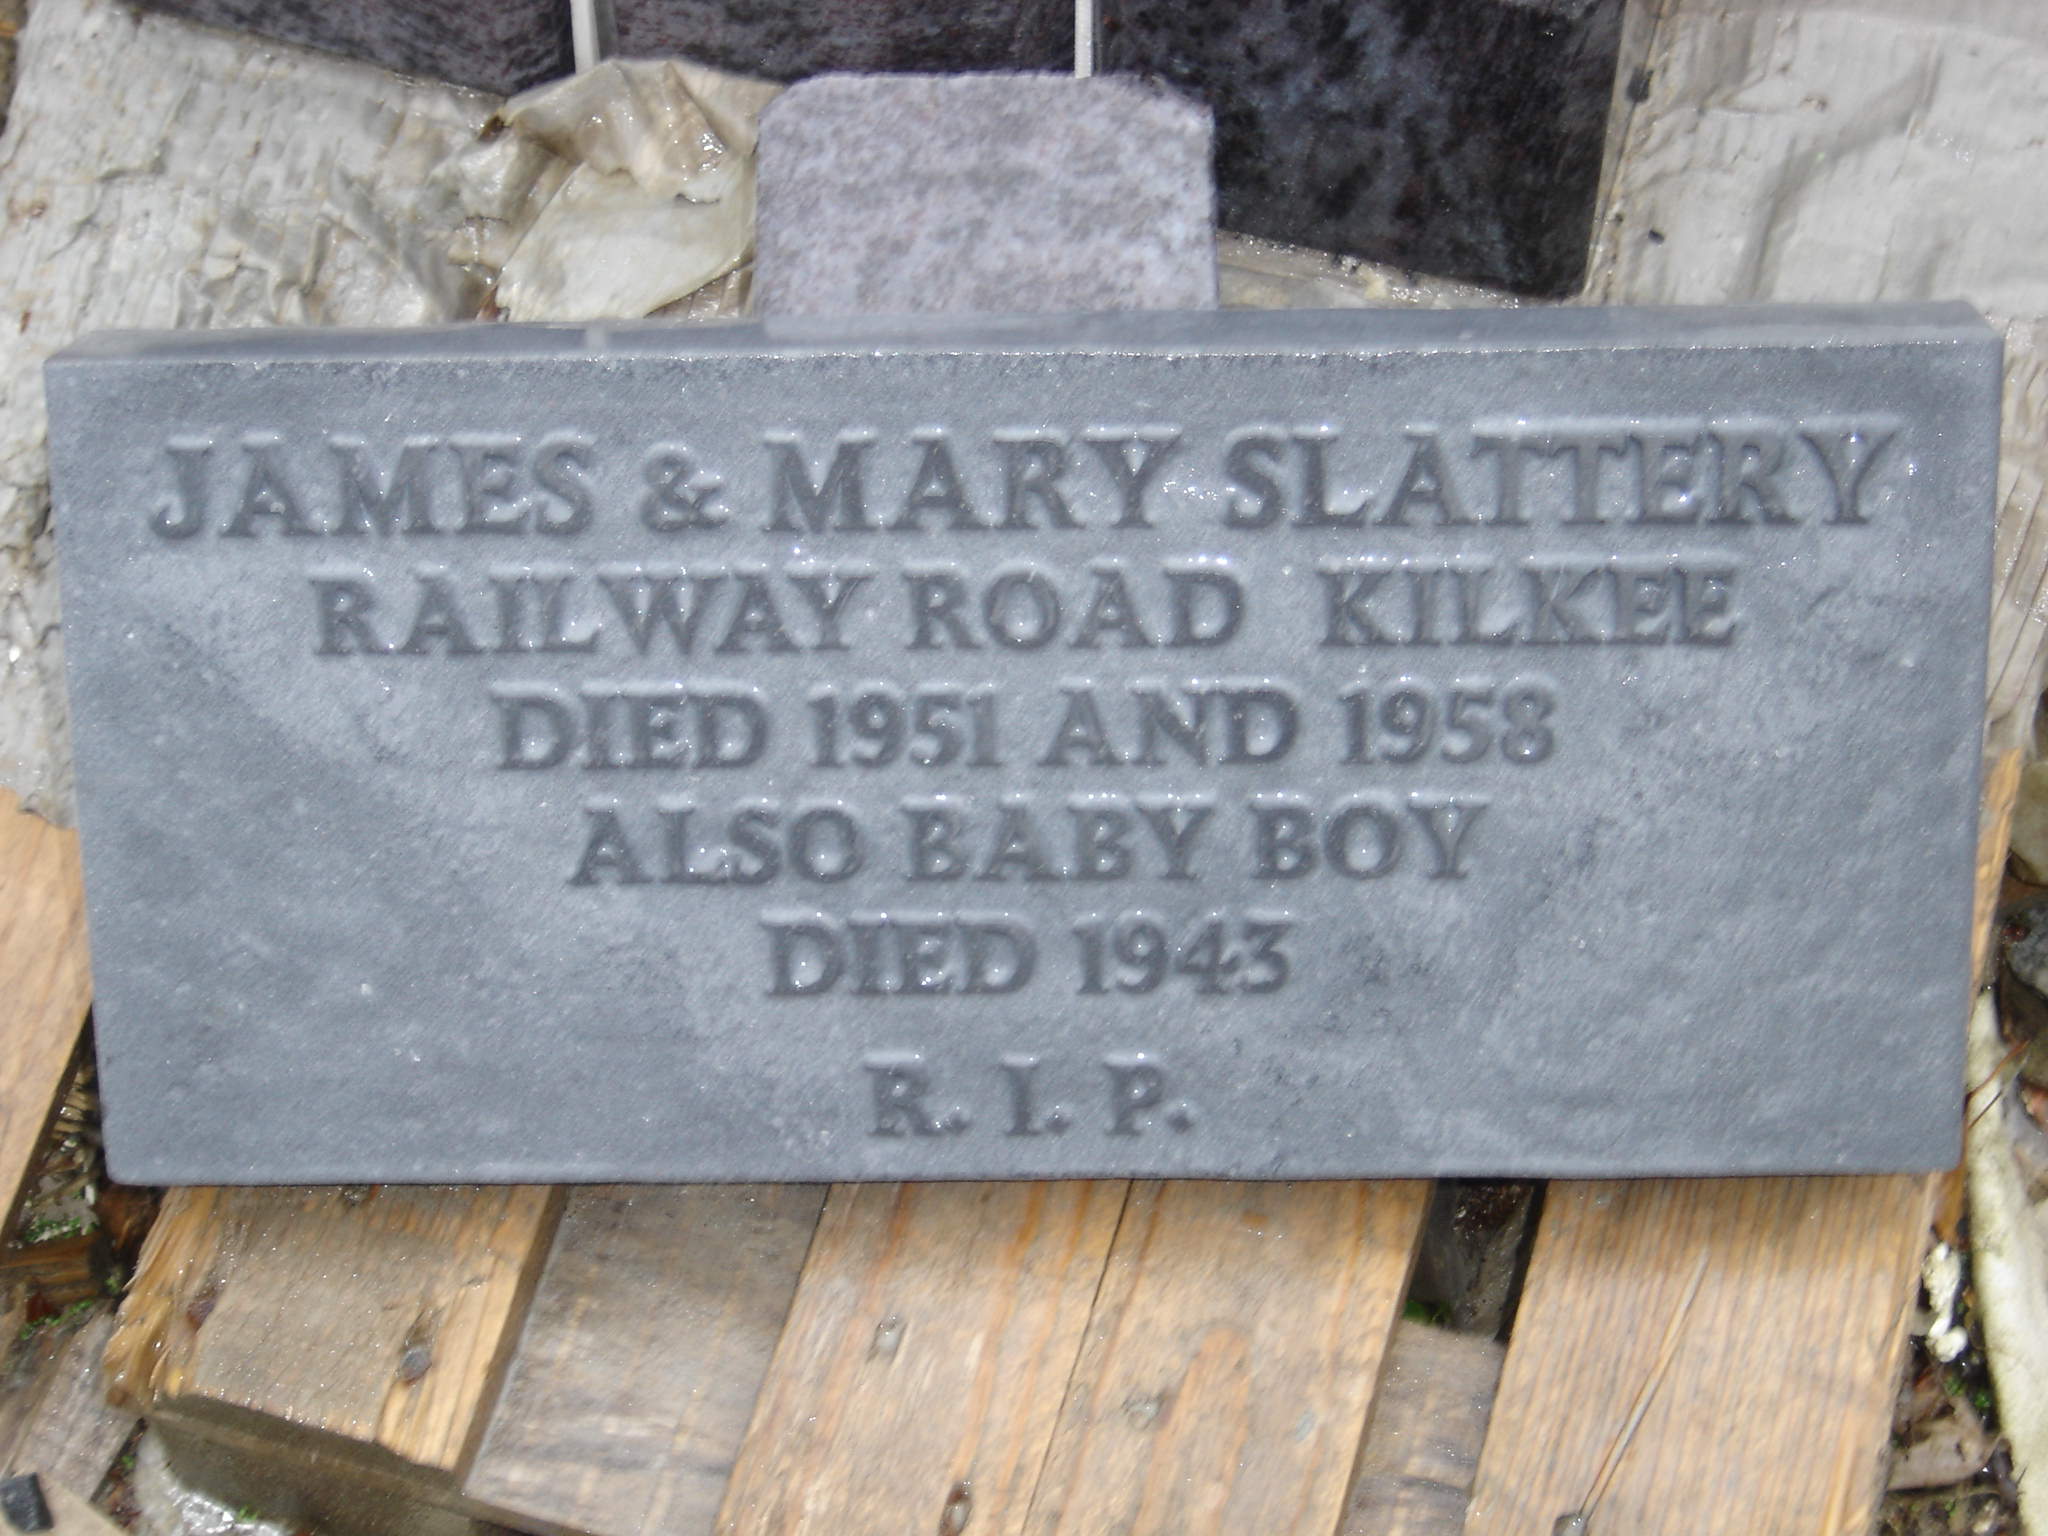 JAMES & MARY SLATTERY
RAILWAY ROAD KILKEE
DIED 1951 AND 1958
ALSO BABY BOY
DIED 1943
R. I. P.